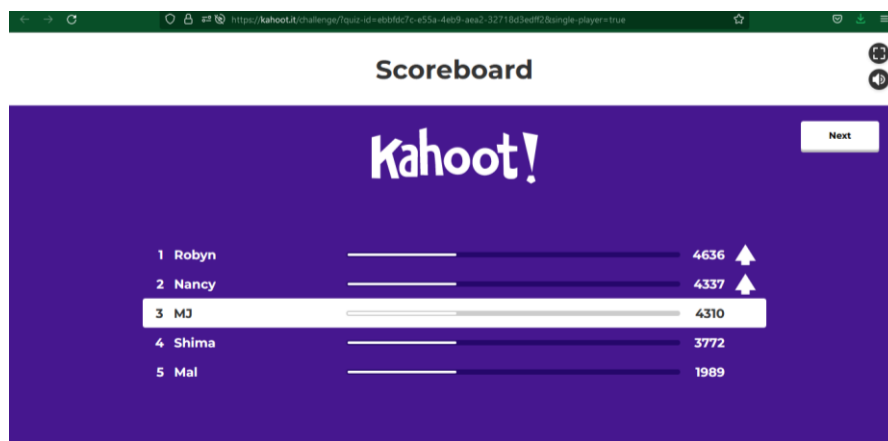 https://kahoot.it/challenge/?quiz-id=ebbfdc7c-e55a-4eb9-aea2-32718d3edff2&single-player=true
Scoreboard
Next
Kahoot!
1 Robyn 4636
2 Nancy 4337
3 MJ 4310
4 Shima 3772
5 Mal 1989